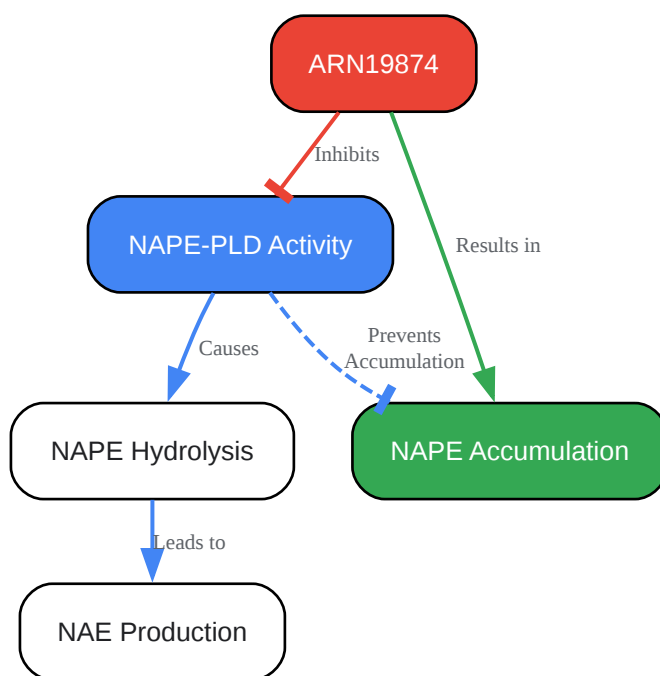 ARN19874
Inhibits
NAPE-PLD Activity
Results in
Causes
Prevents
Accumulation
NAPE Hydrolysis
NAPE Accumulation
Leads to
NAE Production